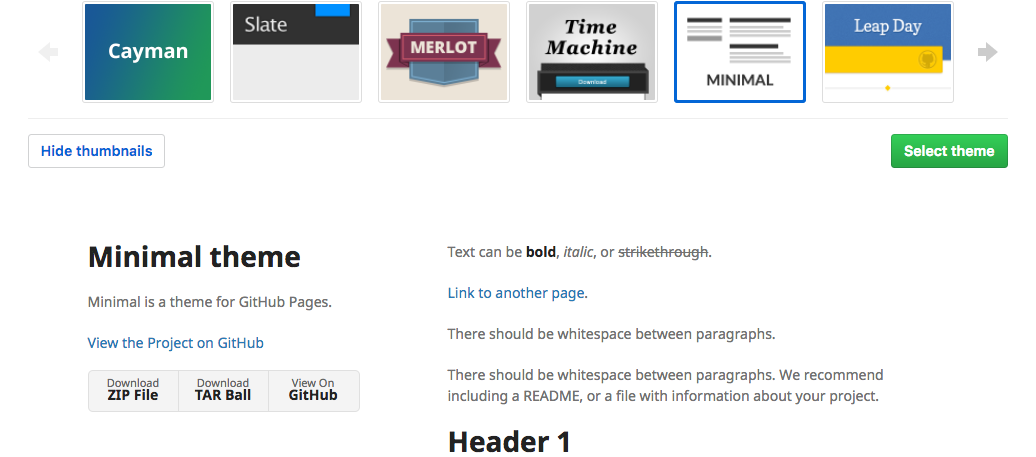 Cayman
Slate
MERLOT
Time
Machine
Download
MINIMAL
Leap Day
Hide thumbnails
Select theme
Minimal theme
Minimal is a theme for GitHub Pages.
View the Project on GitHub
Download
ZIP File
Download
TAR Ball
View On
GitHub
Text can be bold, italic, or strikethrough.
Link to another page.
There should be whitespace between paragraphs.
There should be whitespace between paragraphs. We recommend
including a README, or a file with information about your project.
Header 1